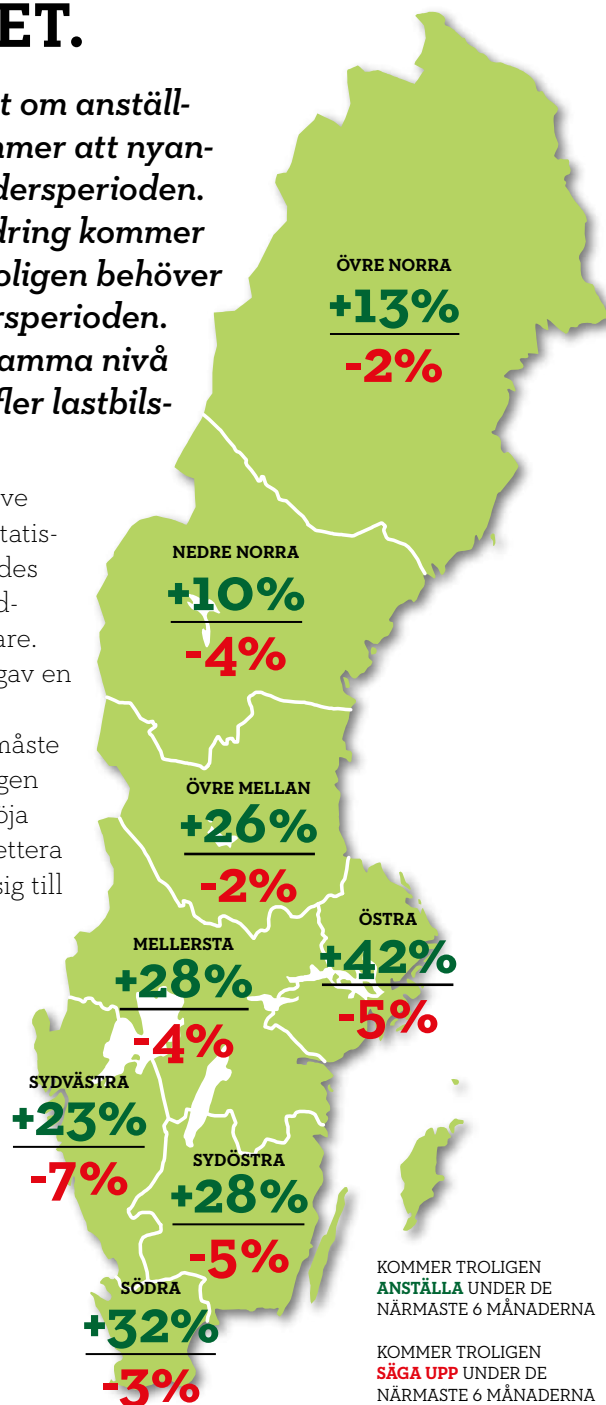 ET.
t om anställ-
mer att nyan-
dersperioden.
dring kommer
oligen behöver
rsperioden.
amma nivå
fler lastbils-
ve
tatis-
des
d-
are.
gav en
måste
gen
öja
ettera
sig till
ÖVRE NORRA
+13%
-2%
NEDRE NORRA
+10%
-4%
ÖVRE MELLAN
+26%
-2%
ÖSTRA
+42%
-5%
MELLERSTA
+28%
-4%
SYDVÄSTRA
+23%
-7%
SYDÖSTRA
+28%
-5%
SÖDRA
+32%
-3%
KOMMER TROLIGEN
ANSTÄLLA UNDER DE
NÄRMASTE 6 MÅNADERNA
KOMMER TROLIGEN
SÄGA UPP UNDER DE
NÄRMASTE 6 MÅNADERNA